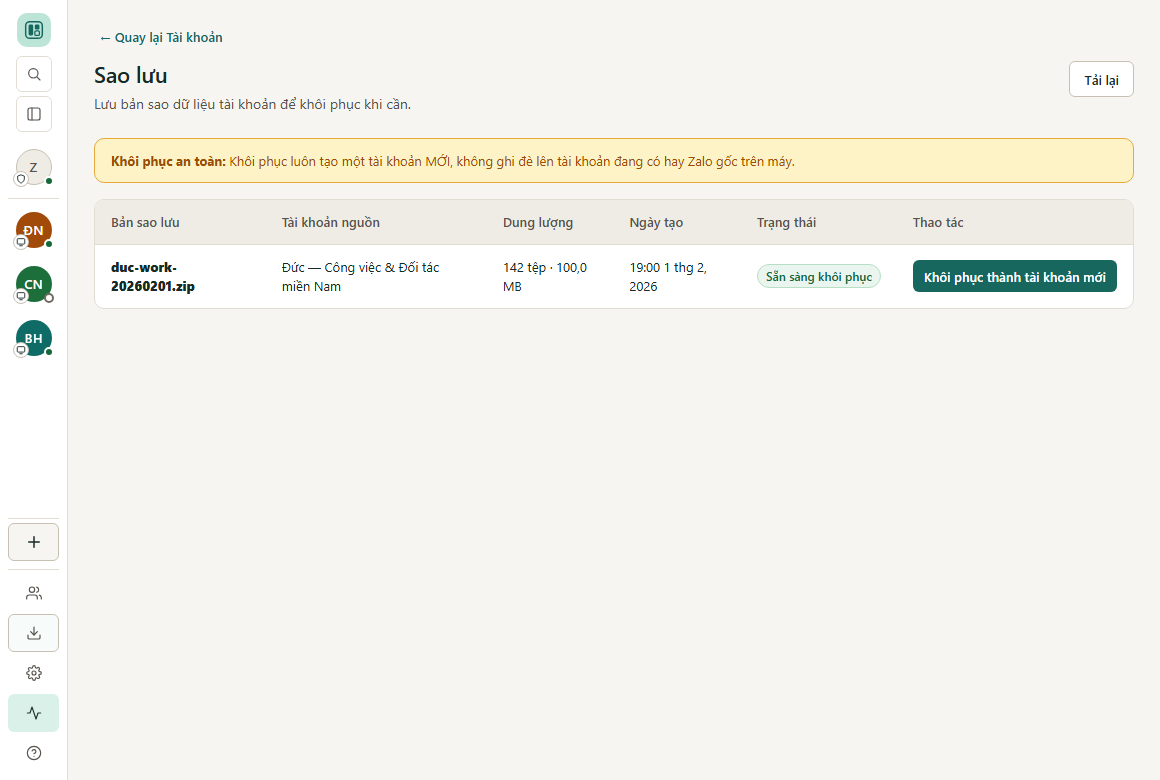 ← Quay lại Tài khoản
Sao lưu
Tải lại
Lưu bản sao dữ liệu tài khoản để khôi phục khi cần.
Z
Khôi phục an toàn: Khôi phục luôn tạo một tài khoản MỚI, không ghi đè lên tài khoản đang có hay Zalo gốc trên máy.
ĐN
CN
BH
Bản sao lưu Tài khoản nguồn Dung lượng Ngày tạo Trạng thái Thao tác
duc-work-
20260201.zip
Đức — Công việc & Đối tác
miền Nam
142 tệp · 100,0
MB
19:00 1 thg 2,
2026
Sẵn sàng khôi phục
Khôi phục thành tài khoản mới